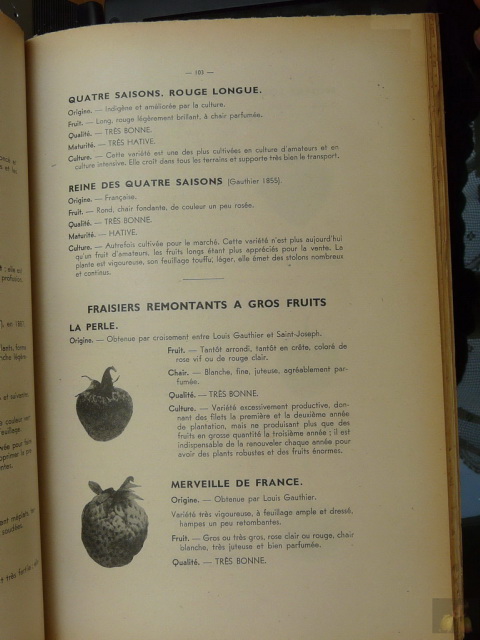 — 103 —
QUATRE SAISONS. ROUGE LONGUE.
Origine. — Indigène et améliorée par la culture.
Fruit. — Long, rouge légèrement brillant, à chair parfumée.
Qualité. — TRÈS BONNE.
Maturité. — TRÈS HATIVE.
Culture. — Cette variété est une des plus cultivées en culture d'amateurs et en
culture intensive. Elle croit dans tous les terrains et supporte très bien le transport.
REINE DES QUATRE SAISONS (Gauthier 1855).
Origine. — Française.
Fruit. — Rond, chair fondante, de couleur un peu rosée.
Qualité. — TRÈS BONNE.
Maturité. — HATIVE.
Culture. — Autrefois cultivée pour le marché. Cette variété n'est plus aujourd'hui
qu'un fruit d'amateurs, les fruits longs étant plus appréciés pour la vente. La
plante est vigoureuse, son feuillage touffu, léger, elle émet des stolons nombreux
et continus.
FRAISIERS REMONTANTS A GROS FRUITS
LA PERLE.
Origine. — Obtenue par croisement entre Louis Gauthier et Saint-Joseph.
Fruit. — Tantôt arrondi, tantôt en crête, coloré de
rose vif ou de rouge clair.
Chair. — Blanche, fine, juteuse, agréablement par-
fumée.
Qualité. — TRÈS BONNE.
Culture. — Variété excessivement productive, don-
nant des filets la première et la deuxième année
de plantation, mais ne produisant plus que des
fruits en grosse quantité la troisième année ; il est
indispensable de la renouveler chaque année pour
avoir des plants robustes et des fruits énormes.
MERVEILLE DE FRANCE.
Origine. — Obtenue par Louis Gauthier.
Variété très vigoureuse, à feuillage ample et dressé,
hampes un peu retombantes.
Fruit. — Gros ou très gros, rose clair ou rouge, chair
blanche, très juteuse et bien parfumée.
Qualité. — TRÈS BONNE.